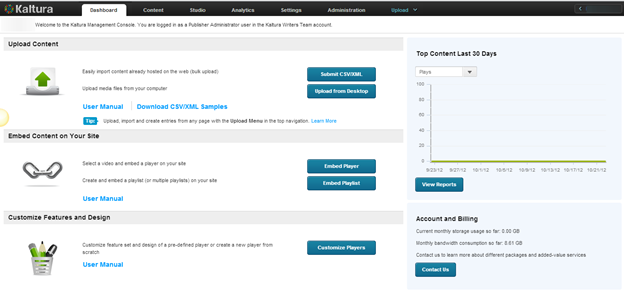 Kaltura Dashboard Content Studio Analytics Settings Administration Upload
Welcome to the Kaltura Management Console. You are logged in as a Publisher Administrator user in the Kaltura Writers Team account.
Upload Content
Easily import content already hosted on the web (bulk upload)
Submit CSV/XML
Upload media files from your computer
Upload from Desktop
User Manual
Download CSV/XML Samples
Tip: Upload, import and create entries from any page with the Upload Menu in the top navigation. Learn More
Embed Content on Your Site
Select a video and embed a player on your site
Embed Player
Create and embed a playlist (or multiple playlists) on your site
Embed Playlist
User Manual
Customize Features and Design
Customize feature set and design of a pre-defined player or create a new player from
scratch
Customize Players
User Manual
Top Content Last 30 Days
Plays
100
80
60
40
20
0
9/23/12 9/27/12 10/1/12 10/5/12 10/9/12 10/13/12 10/17/12 10/21/12
View Reports
Account and Billing
Current monthly storage usage so far: 0.00 GB
Monthly bandwidth consumption so far: 0.61 GB
Contact us to learn more about different packages and added-value services
Contact Us